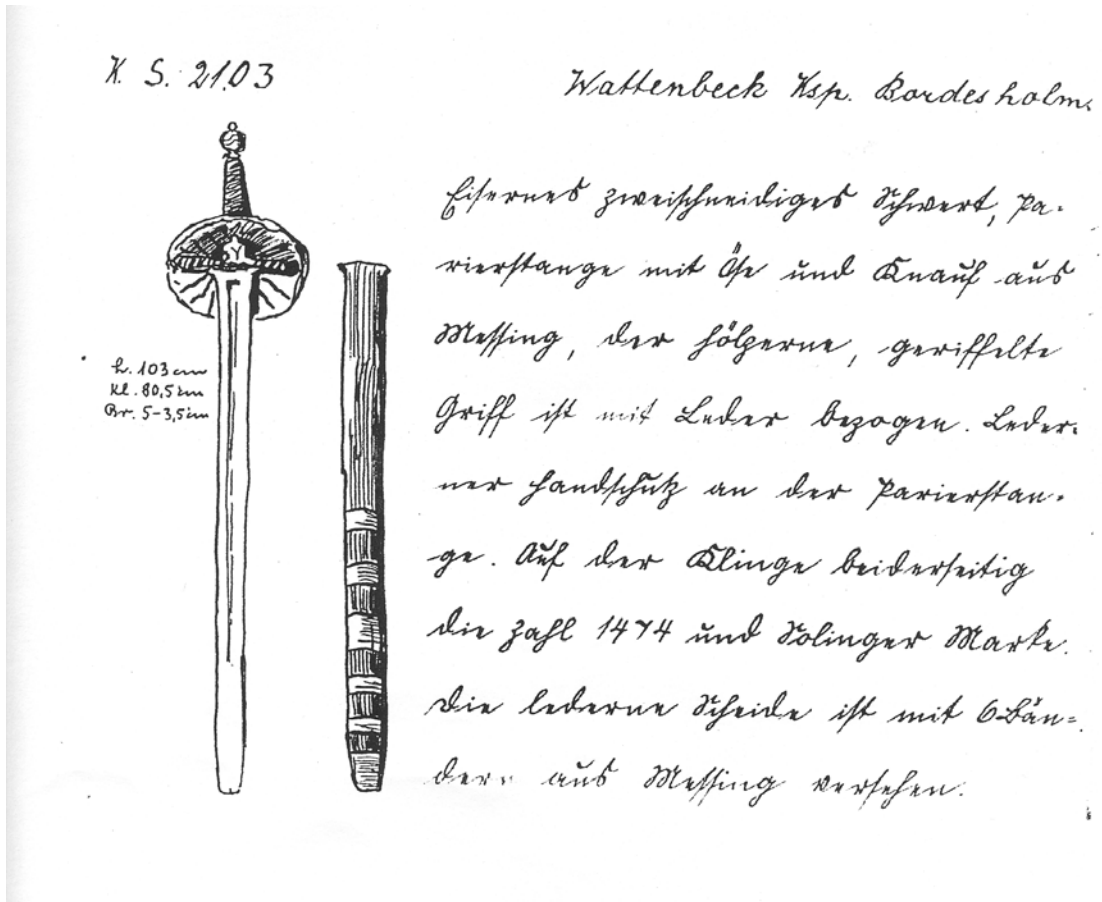 K. S. 2103
Wattenbeck Ksp. Bordesholm.
Eisernes zweischneidiges Schwert, Pa-
rierstange mit Öse und Knauf aus
Messing, der hölzerne, geriffelte
Griff ist mit Leder bezogen. Leder-
ner Handschutz an der Parierstan-
ge. Auf der Klinge beiderseitig
die Zahl 1474 und Solinger Marke.
Die lederne Scheide ist mit 6 Bän=
dern aus Messing versehen.
L. 103 cm
Kl. 80,5 cm
Br. 5-3,5 cm